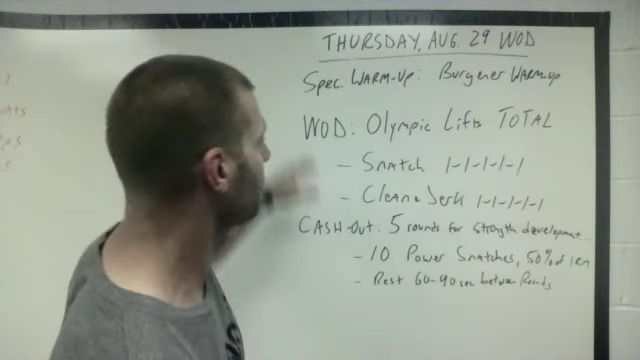 THURSDAY, AUG. 29 WOD
Spec. WARM-UP: Burgener WARM-up
WOD: Olympic Lifts TOTAL
- Snatch 1-1-1-1-1
- Clean & Jerk 1-1-1-1-1
CASH-OUT: 5 rounds for strength development...
- 10 Power Snatches, 50% of 1RM
- Rest 60-90 sec between Rounds